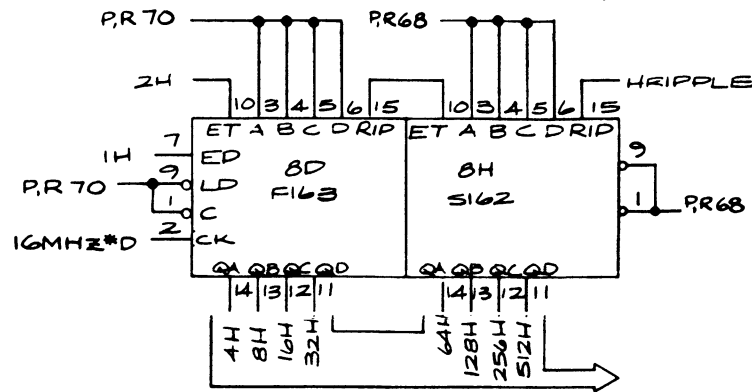 P,R 70
P,R68
2H
HRIPPLE
10 3 4 5 6 15
10 3 4 5 6 15
ET A B C D RIP
ET A B C D RIP
7
1H
ED
8D
8H
9
P,R 70
9
LD
F163
S162
1
C
1
P,R68
2
16MHZ*D
CK
QA QB QC QD
QA QB QC QD
14 13 12 11
14 13 12 11
4H
8H
16H
32H
64H
128H
256H
512H